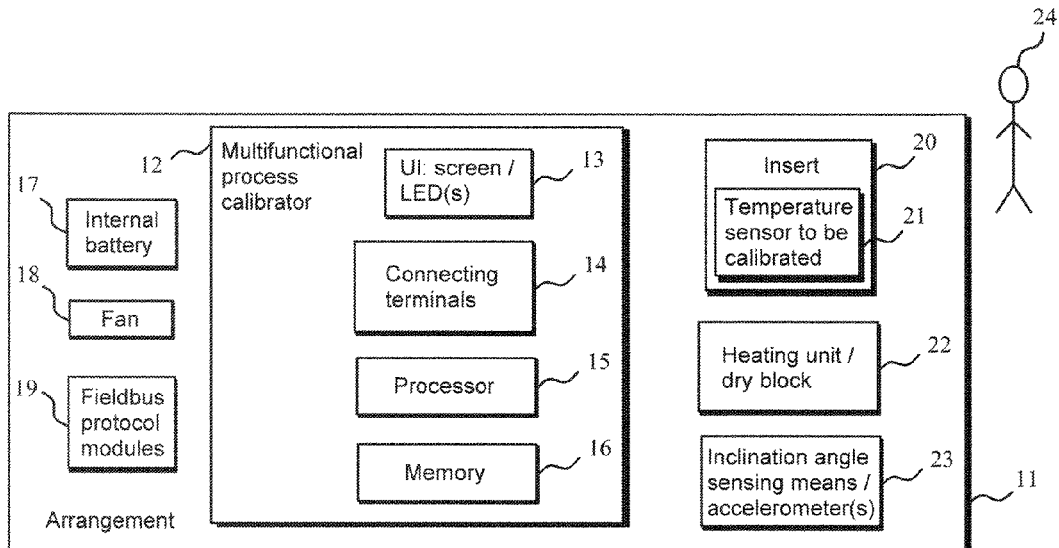 24
12
Multifunctional
process
calibrator
UI: screen /
LED(s)
13
Insert
20
17
Internal
battery
Temperature
sensor to be
calibrated
21
Connecting
terminals
14
18
Fan
Heating unit /
dry block
22
Processor
15
19
Fieldbus
protocol
modules
Memory
16
Inclination angle
sensing means /
accelerometer(s)
23
11
Arrangement